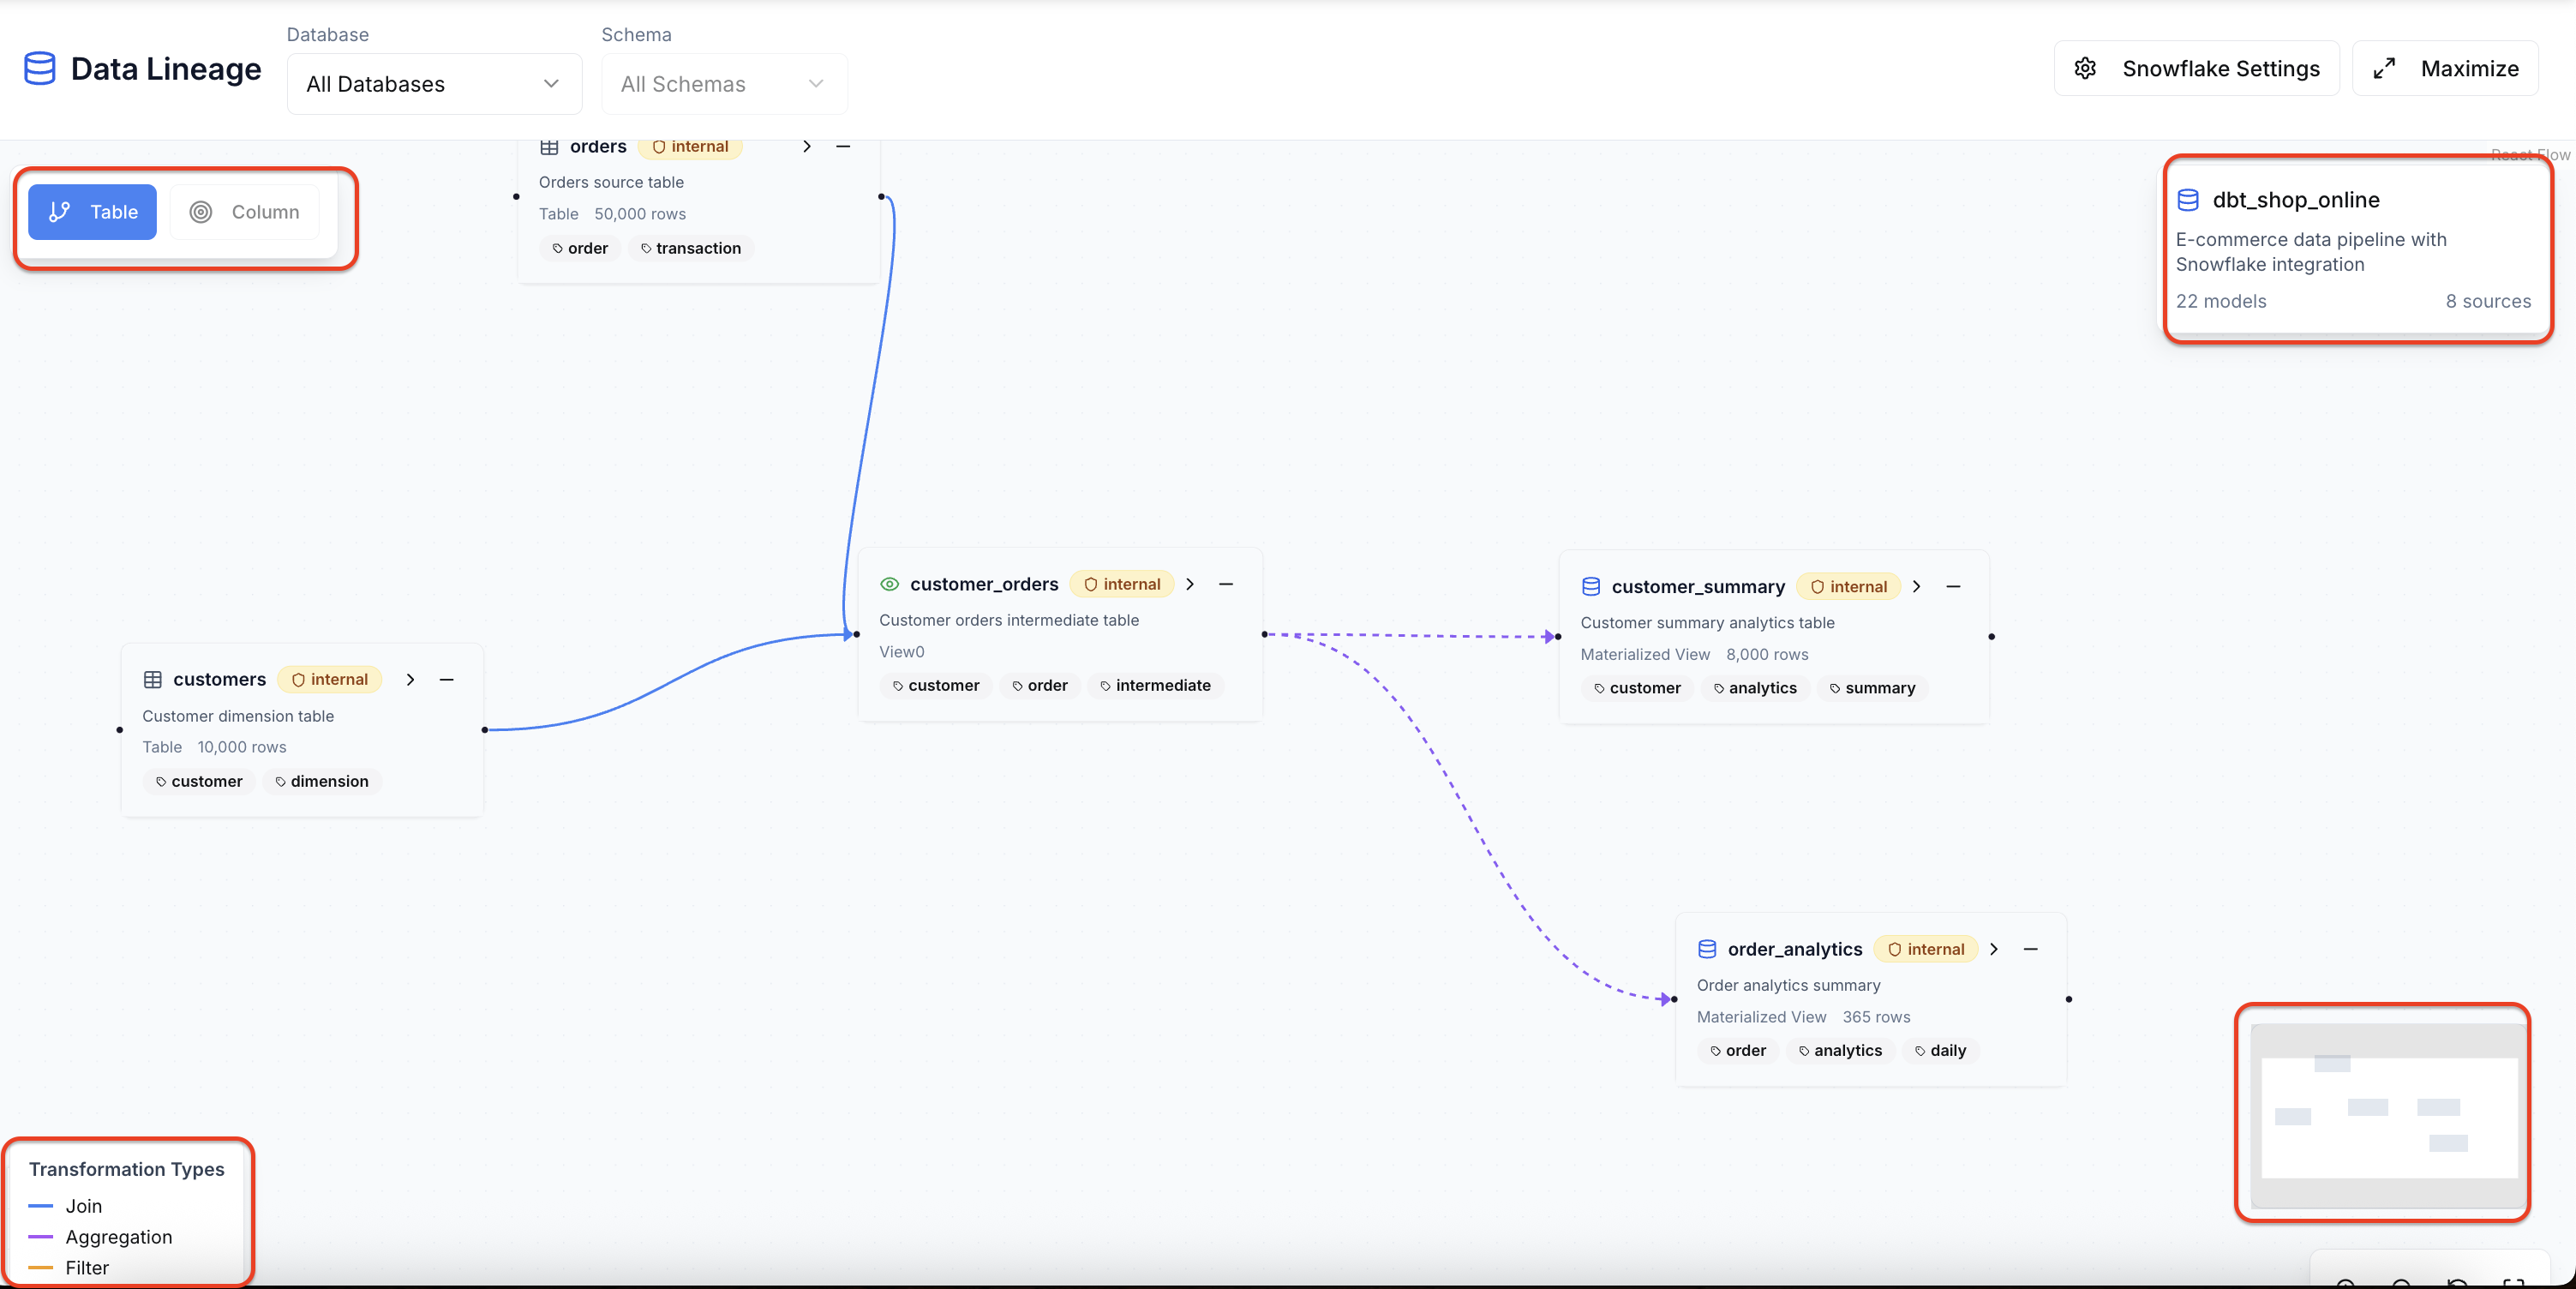 Data Lineage
Database
All Databases
Schema
All Schemas
Snowflake Settings
Maximize
Table
Column
orders internal
Orders source table
Table 50,000 rows
order transaction
React Flow
dbt_shop_online
E-commerce data pipeline with
Snowflake integration
22 models 8 sources
customers internal
Customer dimension table
Table 10,000 rows
customer dimension
customer_orders internal
Customer orders intermediate table
View0
customer order intermediate
customer_summary internal
Customer summary analytics table
Materialized View 8,000 rows
customer analytics summary
order_analytics internal
Order analytics summary
Materialized View 365 rows
order analytics daily
Transformation Types
Join
Aggregation
Filter